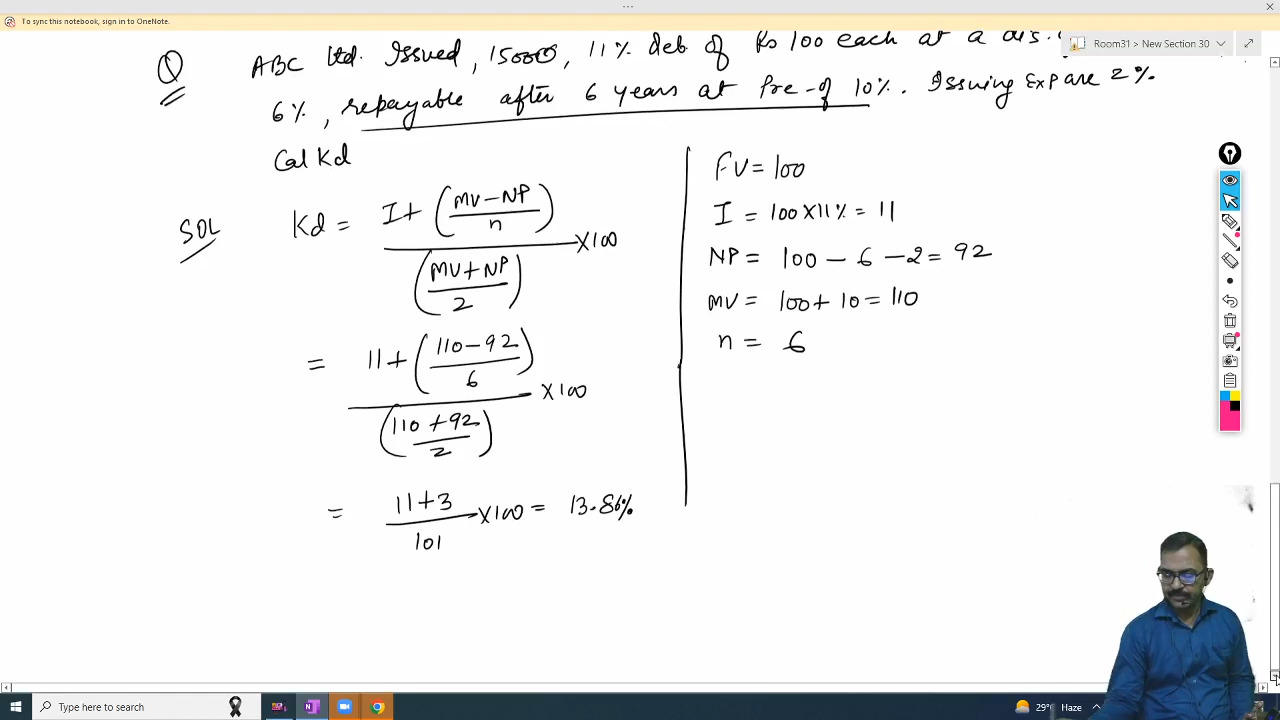 To sync this notebook, sign in to OneNote.
Room31 > New Section 30
Q ABC Ltd. Issued, 15000, 11% deb of Rs 100 each at a dis.
6%, repayable after 6 years at Pre-of 10%. Issuing Exp are 2%.
Cal Kd
SOL Kd = I + (MV - NP / n) / (MV + NP / 2) X100
= 11 + (110 - 92 / 6) / (110 + 92 / 2) X100
= 11 + 3 / 101 X100 = 13.86%
FV = 100
I = 100 X 11% = 11
NP = 100 - 6 - 2 = 92
MV = 100 + 10 = 110
n = 6
Type here to search
29° Haze